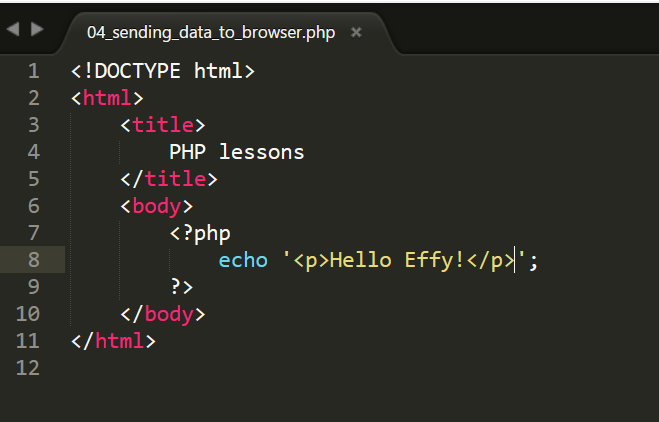 04_sending_data_to_browser.php ×
1 <!DOCTYPE html>
2 <html>
3     <title>
4         PHP lessons
5     </title>
6     <body>
7         <?php
8             echo '<p>Hello Effy!</p>';
9         ?>
10     </body>
11 </html>
12